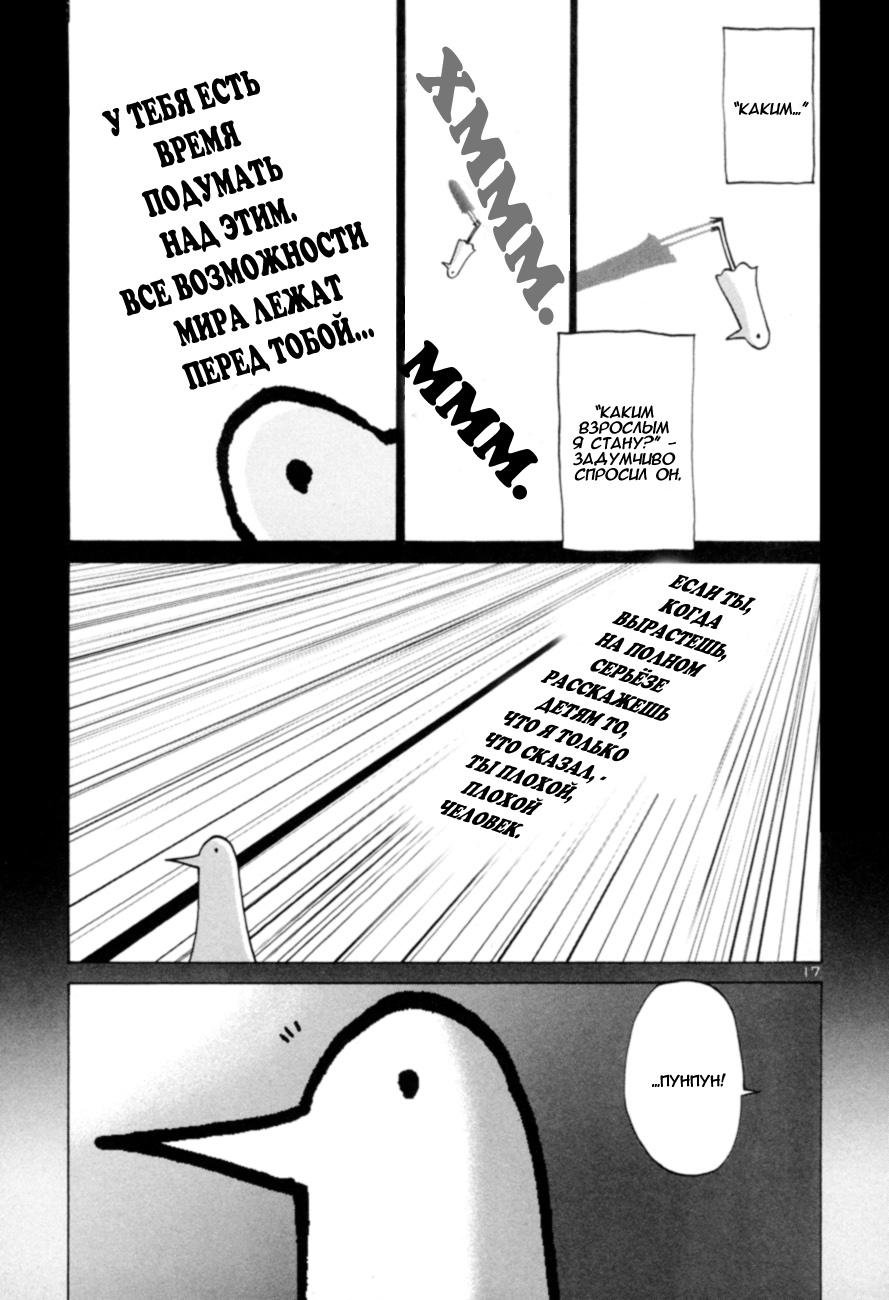 "КАКИМ..."
"КАКИМ
ВЗРОСЛЫМ
Я СТАНУ?" -
ЗАДУМЧИВО
СПРОСИЛ ОН.
ХМММ.
МММ.
У ТЕБЯ ЕСТЬ
ВРЕМЯ
ПОДУМАТЬ
НАД ЭТИМ.
ВСЕ ВОЗМОЖНОСТИ
МИРА ЛЕЖАТ
ПЕРЕД ТОБОЙ...
ЕСЛИ ТЫ,
КОГДА
ВЫРАСТЕШЬ,
НА ПОЛНОМ
СЕРЬЁЗЕ
РАССКАЖЕШЬ
ДЕТЯМ ТО,
ЧТО Я ТОЛЬКО
ЧТО СКАЗАЛ, -
ТЫ ПЛОХОЙ,
ПЛОХОЙ
ЧЕЛОВЕК.
17
...ПУНПУН!